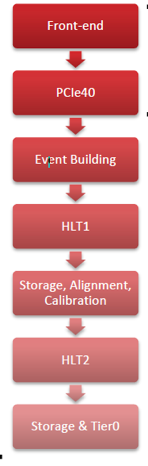 Front-end
PCIe40
Event Building
HLT1
Storage, Alignment,
Calibration
HLT2
Storage & Tier0